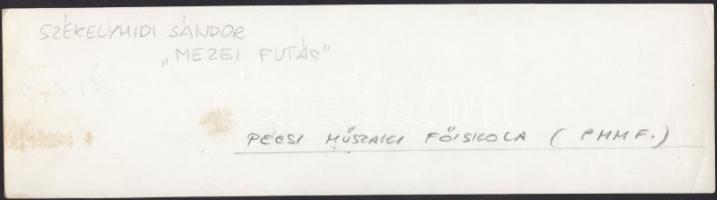 SZÉKELYHIDI SÁNDOR
„MEZEI FUTÁS"
PÉCSI MŰSZAKI FŐISKOLA (PMMF.)